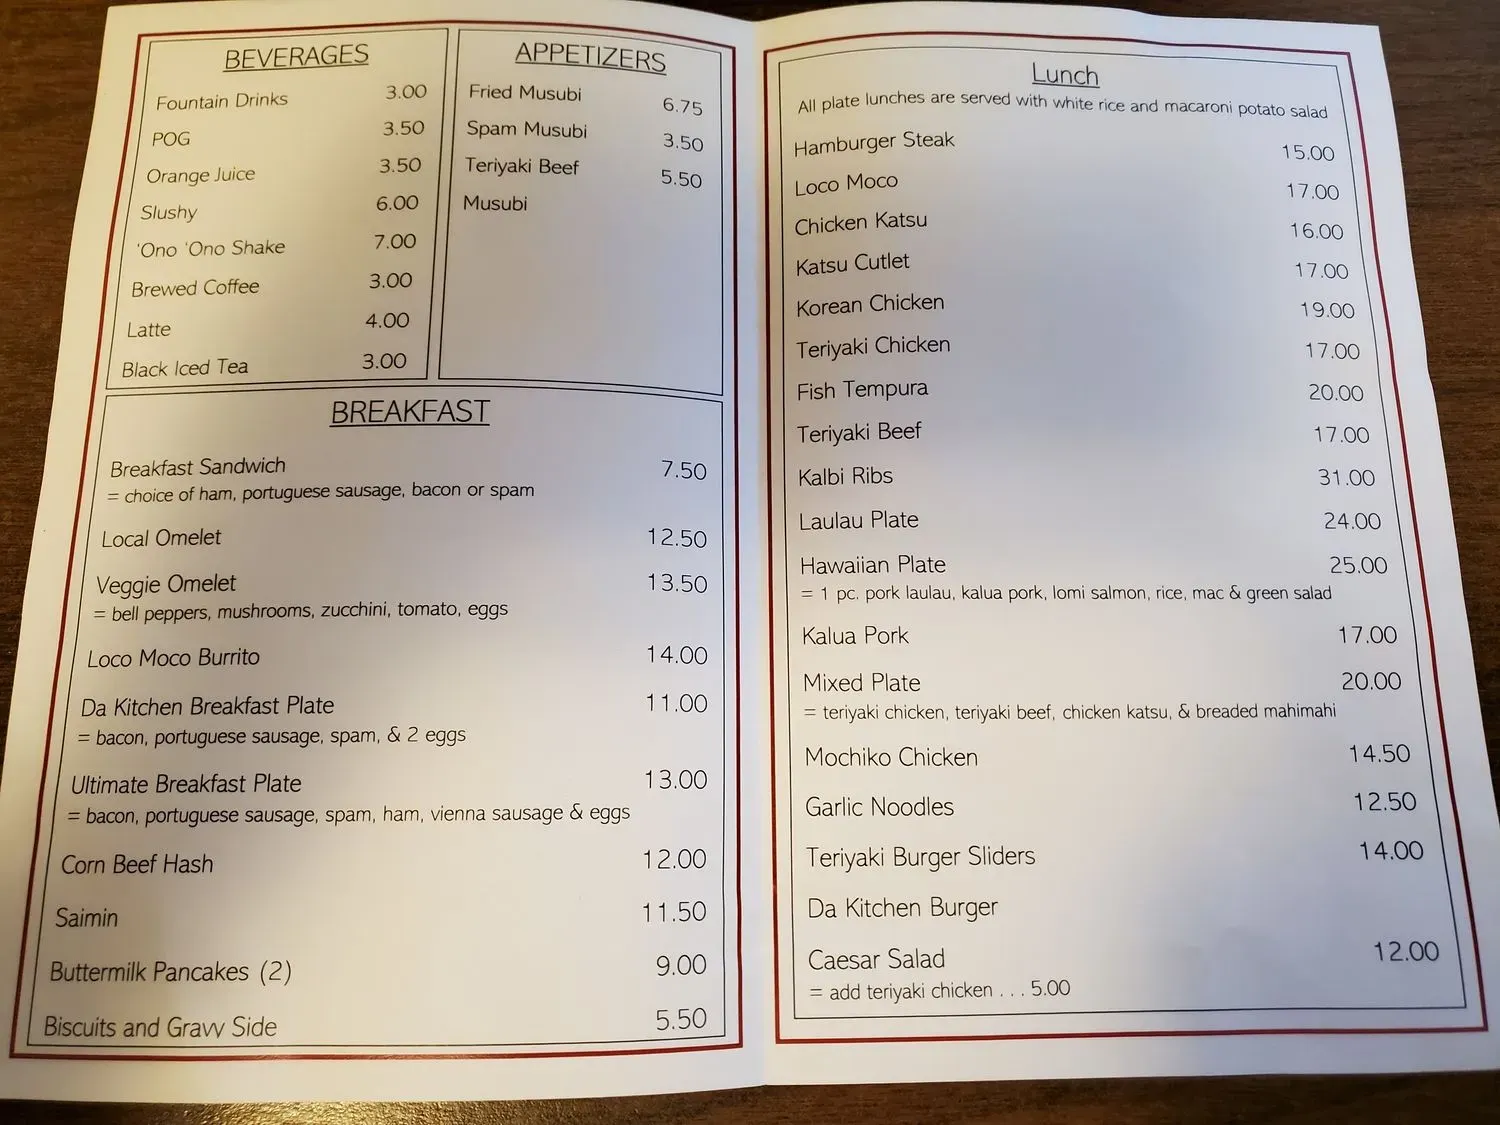 BEVERAGES
Fountain Drinks 3.00
POG 3.50
Orange Juice 3.50
Slushy 6.00
'Ono 'Ono Shake 7.00
Brewed Coffee 3.00
Latte 4.00
Black Iced Tea 3.00
APPETIZERS
Fried Musubi 6.75
Spam Musubi 3.50
Teriyaki Beef 5.50
Musubi
BREAKFAST
Breakfast Sandwich 7.50
= choice of ham, portuguese sausage, bacon or spam
Local Omelet 12.50
Veggie Omelet 13.50
= bell peppers, mushrooms, zucchini, tomato, eggs
Loco Moco Burrito 14.00
Da Kitchen Breakfast Plate 11.00
= bacon, portuguese sausage, spam, & 2 eggs
Ultimate Breakfast Plate 13.00
= bacon, portuguese sausage, spam, ham, vienna sausage & eggs
Corn Beef Hash 12.00
Saimin 11.50
Buttermilk Pancakes (2) 9.00
Biscuits and Gravy Side 5.50
Lunch
All plate lunches are served with white rice and macaroni potato salad
Hamburger Steak 15.00
Loco Moco 17.00
Chicken Katsu 16.00
Katsu Cutlet 17.00
Korean Chicken 19.00
Teriyaki Chicken 17.00
Fish Tempura 20.00
Teriyaki Beef 17.00
Kalbi Ribs 31.00
Laulau Plate 24.00
Hawaiian Plate 25.00
= 1 pc. pork laulau, kalua pork, lomi salmon, rice, mac & green salad
Kalua Pork 17.00
Mixed Plate 20.00
= teriyaki chicken, teriyaki beef, chicken katsu, & breaded mahimahi
Mochiko Chicken 14.50
Garlic Noodles 12.50
Teriyaki Burger Sliders 14.00
Da Kitchen Burger
Caesar Salad 12.00
= add teriyaki chicken . . . 5.00